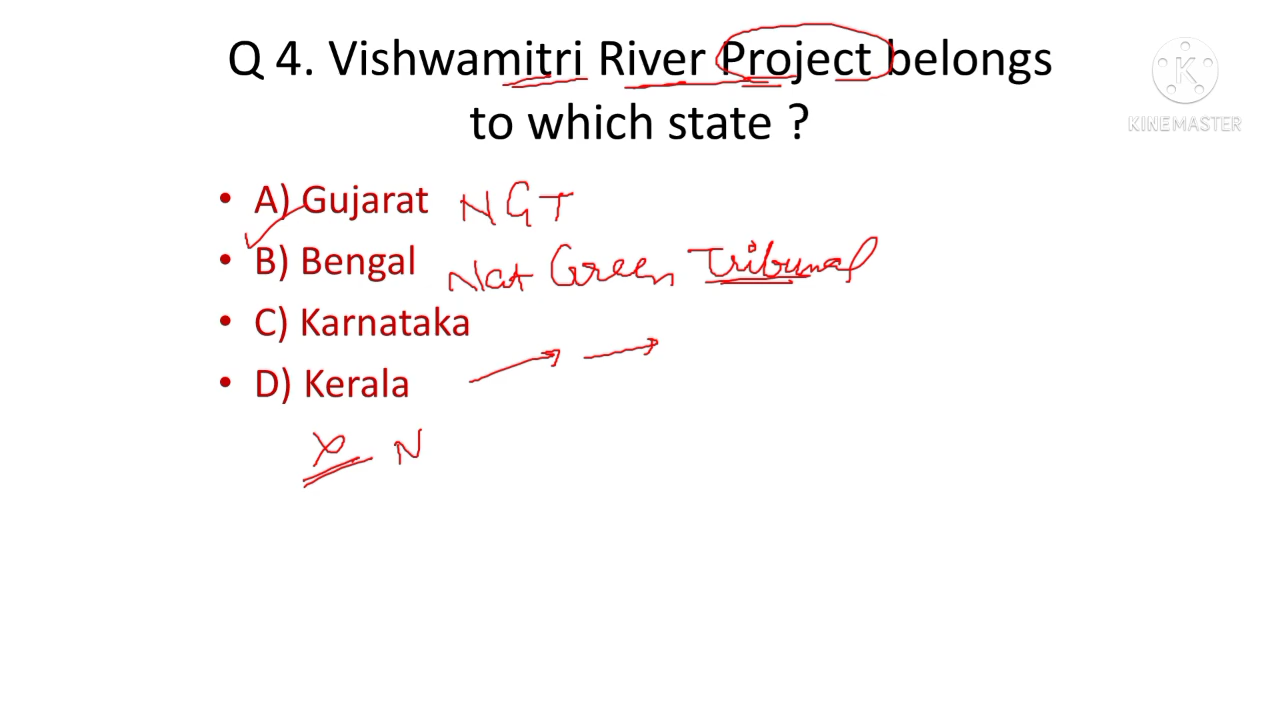 Q 4. Vishwamitri River Project belongs
to which state ?
K
KINEMASTER
• A) Gujarat NGT
• B) Bengal Nat Green Tribunal
• C) Karnataka
• D) Kerala
N